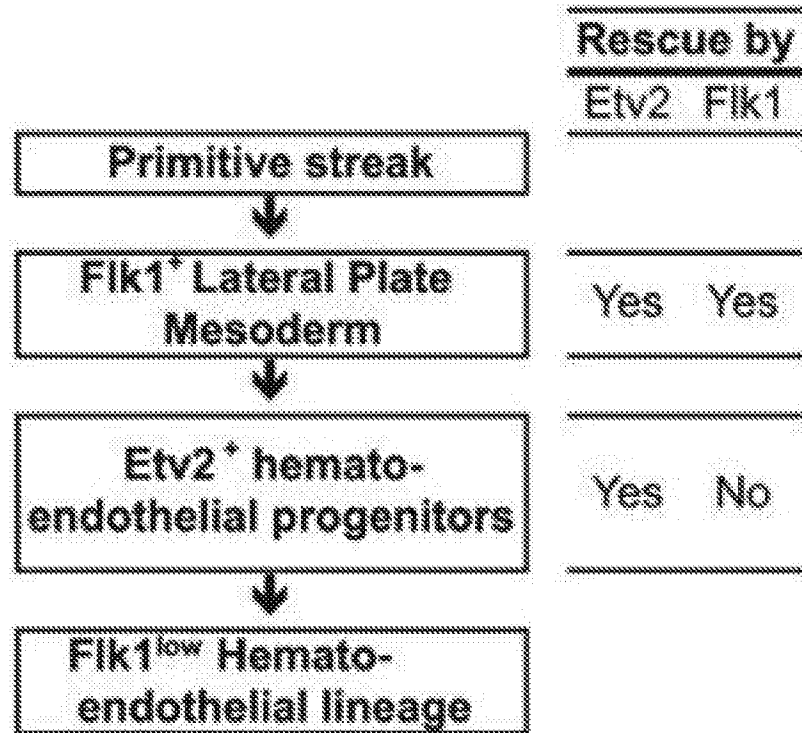 Rescue by
Etv2 Flk1
Primitive streak
Flk1⁺ Lateral Plate
Mesoderm
Yes Yes
Etv2⁺ hemato-
endothelial progenitors
Yes No
Flk1ˡᵒʷ Hemato-
endothelial lineage